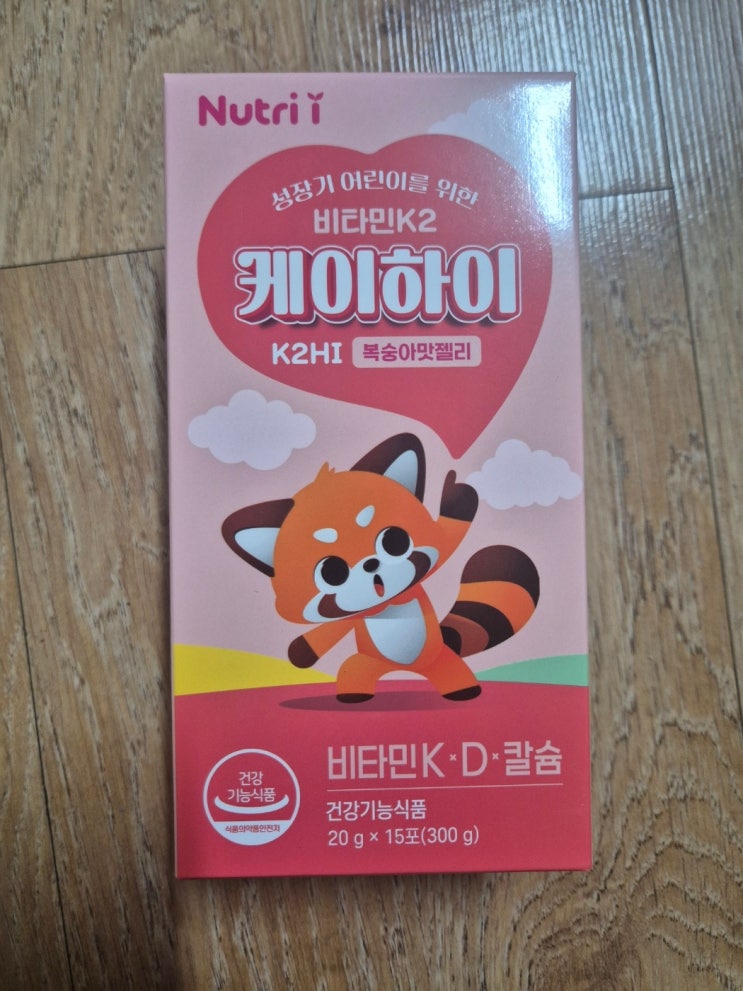 Nutri i
성장기 어린이를 위한
비타민K2
케이하이
K2HI 복숭아맛젤리
비타민K×D×칼슘
건강
기능식품
식품의약품안전처
건강기능식품
20 g × 15포(300 g)